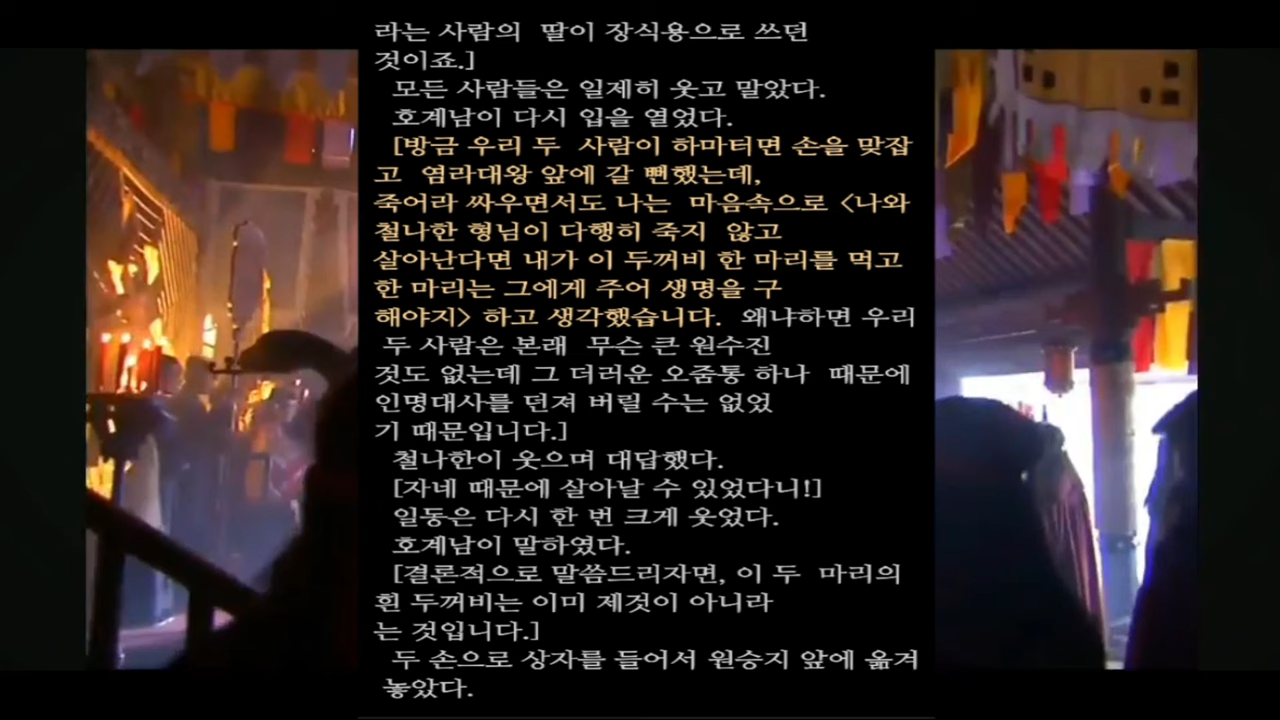 라는 사람의 딸이 장식용으로 쓰던
것이죠.]
모든 사람들은 일제히 웃고 말았다.
호계남이 다시 입을 열었다.
[방금 우리 두 사람이 하마터면 손을 맞잡
고 염라대왕 앞에 갈 뻔했는데,
죽어라 싸우면서도 나는 마음속으로 <나와
철나한 형님이 다행히 죽지 않고
살아난다면 내가 이 두꺼비 한 마리를 먹고
한 마리는 그에게 주어 생명을 구
해야지> 하고 생각했습니다. 왜냐하면 우리
두 사람은 본래 무슨 큰 원수진
것도 없는데 그 더러운 오줌통 하나 때문에
인명대사를 던져 버릴 수는 없었
기 때문입니다.]
철나한이 웃으며 대답했다.
[자네 때문에 살아날 수 있었다니!]
일동은 다시 한 번 크게 웃었다.
호계남이 말하였다.
[결론적으로 말씀드리자면, 이 두 마리의
흰 두꺼비는 이미 제것이 아니라
는 것입니다.]
두 손으로 상자를 들어서 원승지 앞에 옮겨
놓았다.